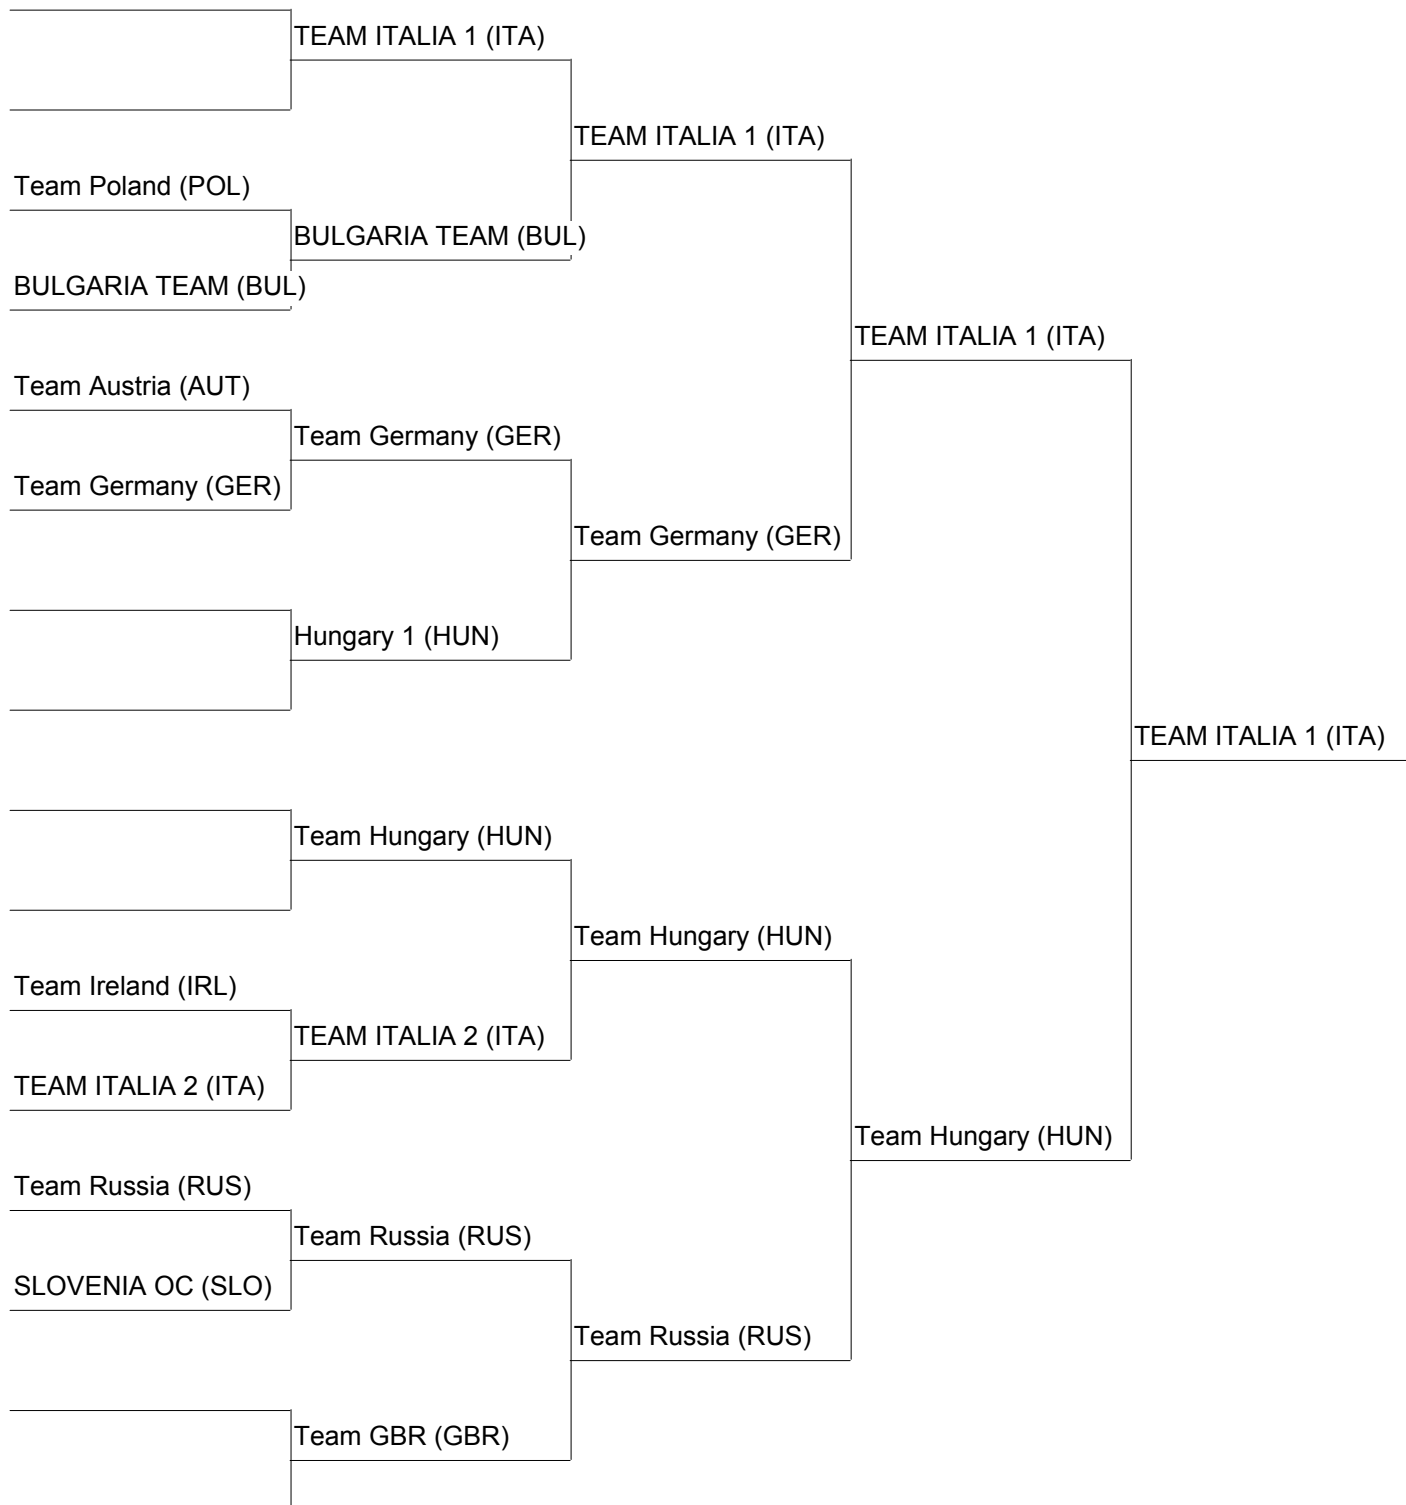 TEAM ITALIA 1 (ITA)
TEAM ITALIA 1 (ITA)
Team Poland (POL)
BULGARIA TEAM (BUL)
BULGARIA TEAM (BUL)
TEAM ITALIA 1 (ITA)
Team Austria (AUT)
Team Germany (GER)
Team Germany (GER)
Team Germany (GER)
Hungary 1 (HUN)
TEAM ITALIA 1 (ITA)
Team Hungary (HUN)
Team Hungary (HUN)
Team Ireland (IRL)
TEAM ITALIA 2 (ITA)
TEAM ITALIA 2 (ITA)
Team Hungary (HUN)
Team Russia (RUS)
Team Russia (RUS)
SLOVENIA OC (SLO)
Team Russia (RUS)
Team GBR (GBR)